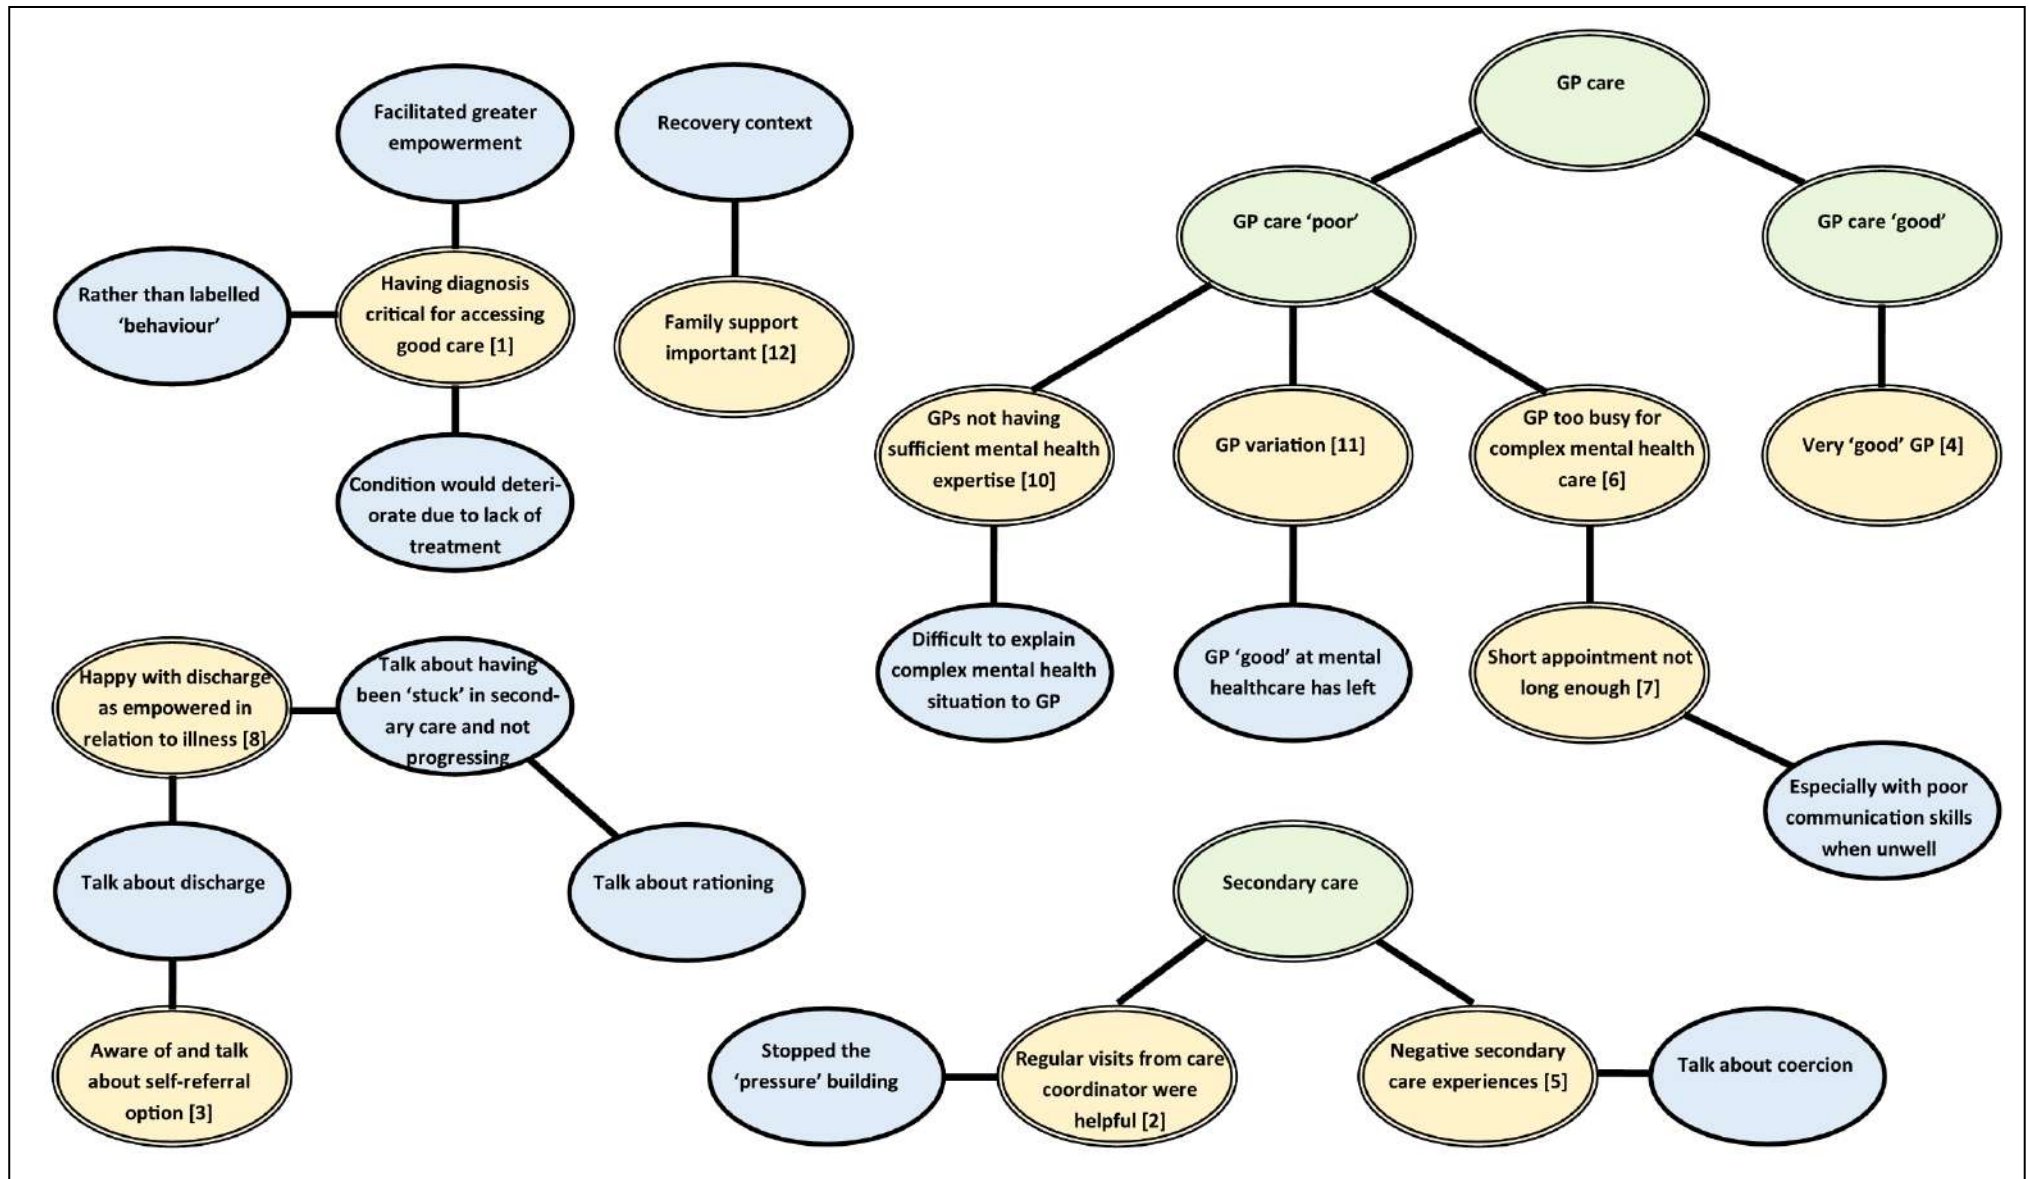 Facilitated greater
empowerment
Recovery context
Rather than labelled
‘behaviour’
Having diagnosis
critical for accessing
good care [1]
Family support
important [12]
Condition would deteri-
orate due to lack of
treatment
GP care
GP care ‘poor’
GP care ‘good’
GPs not having
sufficient mental health
expertise [10]
GP variation [11]
GP too busy for
complex mental health
care [6]
Very ‘good’ GP [4]
Difficult to explain
complex mental health
situation to GP
GP ‘good’ at mental
healthcare has left
Short appointment not
long enough [7]
Especially with poor
communication skills
when unwell
Happy with discharge
as empowered in
relation to illness [8]
Talk about having
been ‘stuck’ in second-
ary care and not
progressing
Talk about discharge
Talk about rationing
Aware of and talk
about self-referral
option [3]
Secondary care
Stopped the
‘pressure’ building
Regular visits from care
coordinator were
helpful [2]
Negative secondary
care experiences [5]
Talk about coercion